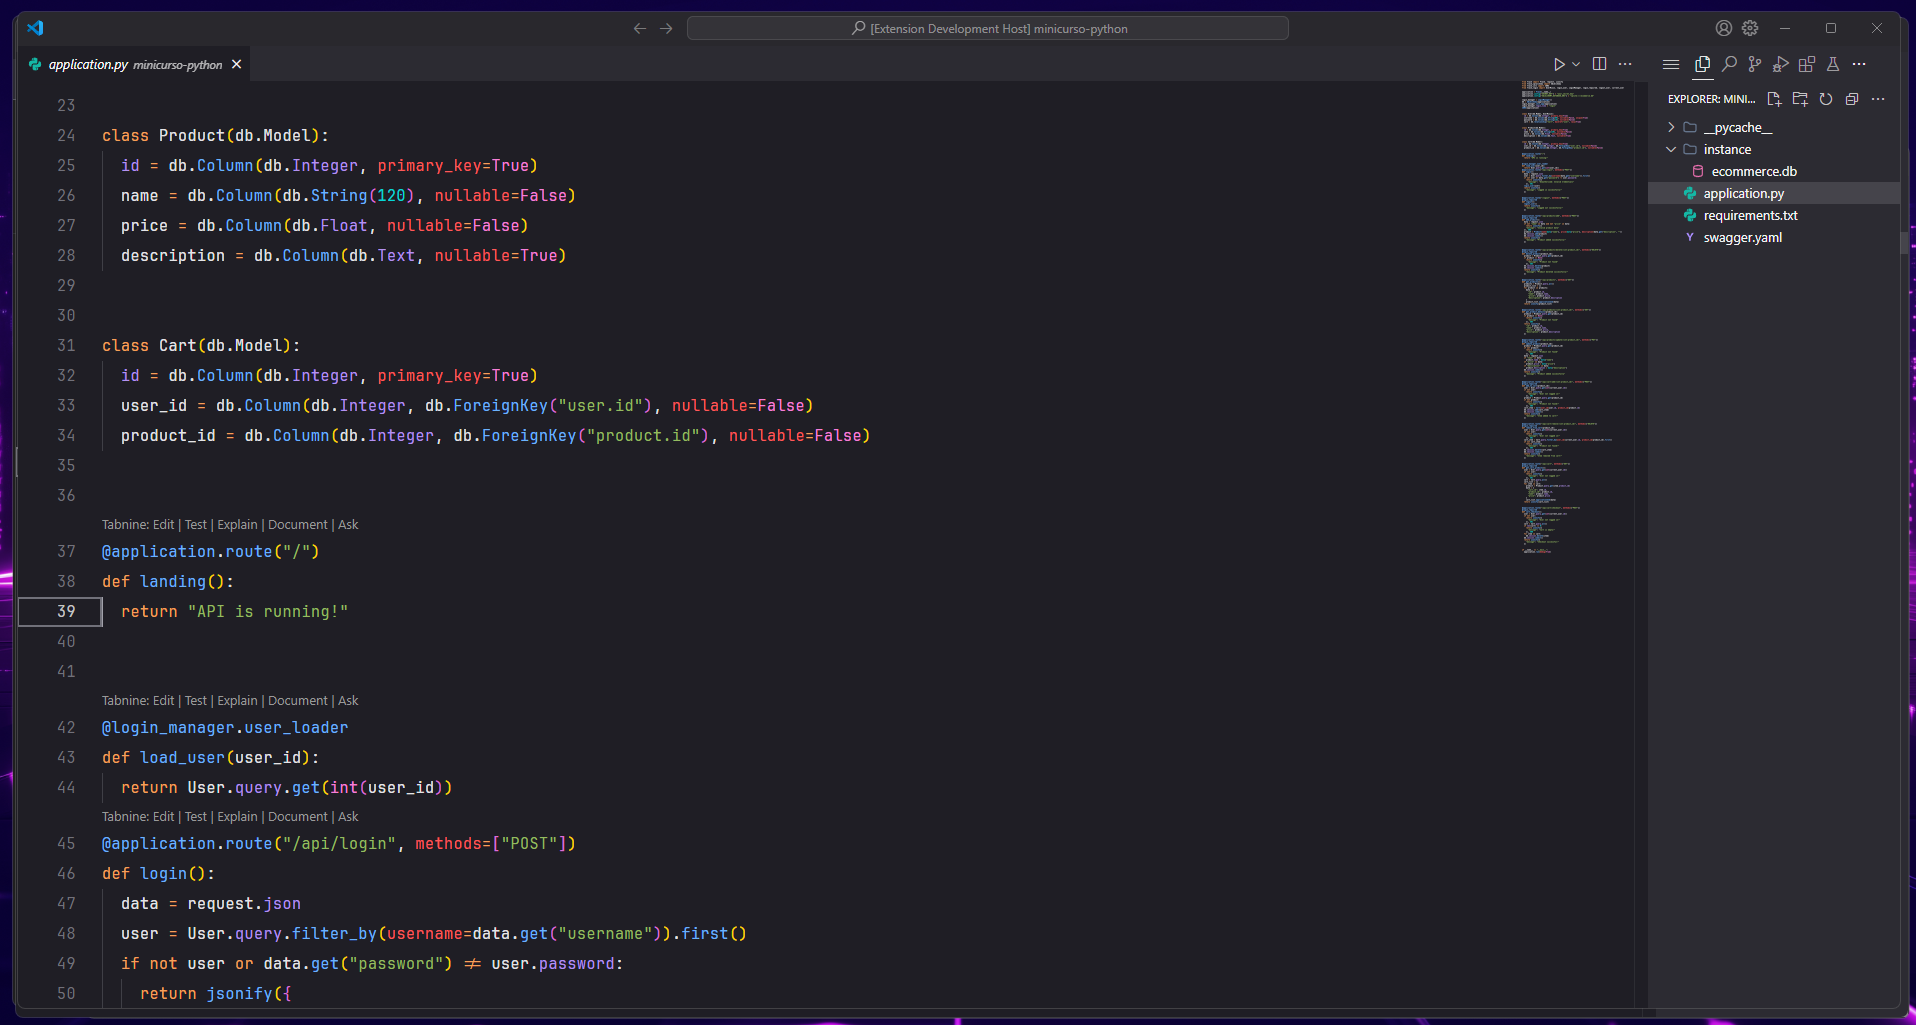 [Extension Development Host] minicurso-python
application.py minicurso-python
EXPLORER: MINI...
__pycache__
instance
ecommerce.db
application.py
requirements.txt
swagger.yaml
23
24 class Product(db.Model):
25 id = db.Column(db.Integer, primary_key=True)
26 name = db.Column(db.String(120), nullable=False)
27 price = db.Column(db.Float, nullable=False)
28 description = db.Column(db.Text, nullable=True)
29
30
31 class Cart(db.Model):
32 id = db.Column(db.Integer, primary_key=True)
33 user_id = db.Column(db.Integer, db.ForeignKey("user.id"), nullable=False)
34 product_id = db.Column(db.Integer, db.ForeignKey("product.id"), nullable=False)
35
36
Tabnine: Edit | Test | Explain | Document | Ask
37 @application.route("/")
38 def landing():
39 return "API is running!"
40
41
Tabnine: Edit | Test | Explain | Document | Ask
42 @login_manager.user_loader
43 def load_user(user_id):
44 return User.query.get(int(user_id))
Tabnine: Edit | Test | Explain | Document | Ask
45 @application.route("/api/login", methods=["POST"])
46 def login():
47 data = request.json
48 user = User.query.filter_by(username=data.get("username")).first()
49 if not user or data.get("password") != user.password:
50 return jsonify({